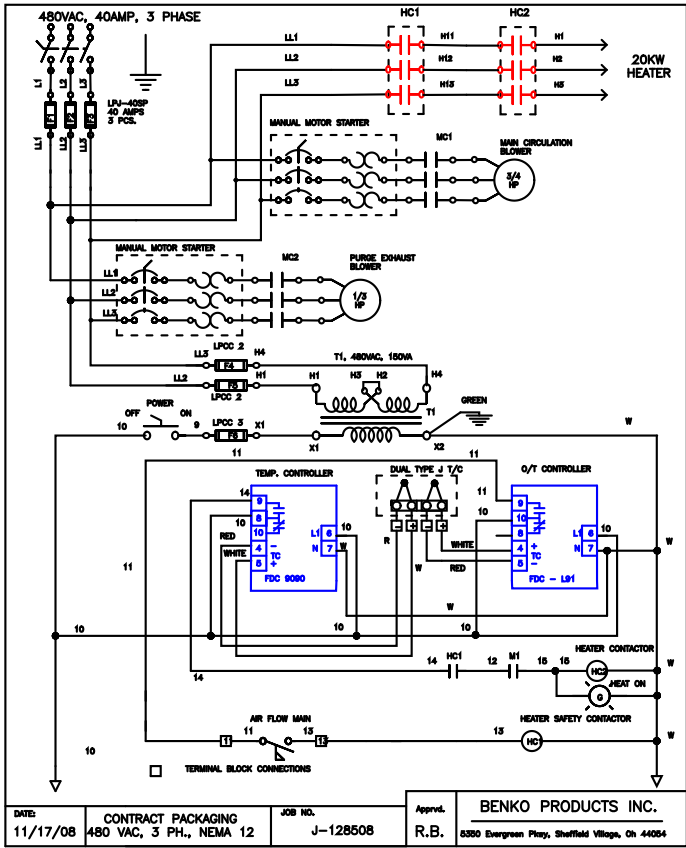 480VAC, 40AMP, 3 PHASE
HC1
HC2
L1
L2
L3
LPJ-40SP
40 AMPS
3 PCS.
F1
F2
F3
LL1
LL2
LL3
LL1
H11
H1
LL2
H12
H2
LL3
H13
H3
20KW
HEATER
MANUAL MOTOR STARTER
MC1
MAIN CIRCULATION
BLOWER
3/4
HP
MANUAL MOTOR STARTER
MC2
PURGE EXHAUST
BLOWER
LL1
LL2
LL3
1/3
HP
LPCC .2
LL3
F4
H4
T1, 480VAC, 150VA
LL2
F5
H1
LPCC .2
H1
H3
H2
H4
T1
POWER
OFF
ON
10
9
LPCC .3
F6
X1
X1
X2
GREEN
W
11
11
TEMP. CONTROLLER
DUAL TYPE J T/C
O/T CONTROLLER
14
9
8
10
10
4
-
TC
5
+
RED
WHITE
L1
6
N
7
10
W
FDC 9090
-
+
-
+
R
W
WHITE
RED
11
10
9
10
8
4
+
TC
5
-
L1
6
N
7
10
FDC - L91
W
11
W
10
10
10
14
14
HC1
12
M1
15
15
HEATER CONTACTOR
HC2
W
HEAT ON
G
HEATER SAFETY CONTACTOR
AIR FLOW MAIN
11
11
13
13
13
HC1
W
10
TERMINAL BLOCK CONNECTIONS
DATE:
11/17/08
CONTRACT PACKAGING
480 VAC, 3 PH., NEMA 12
JOB NO.
J-128508
Apprvd.
R.B.
BENKO PRODUCTS INC.
5350 Evergreen Pkwy, Sheffield Village, Oh 44054